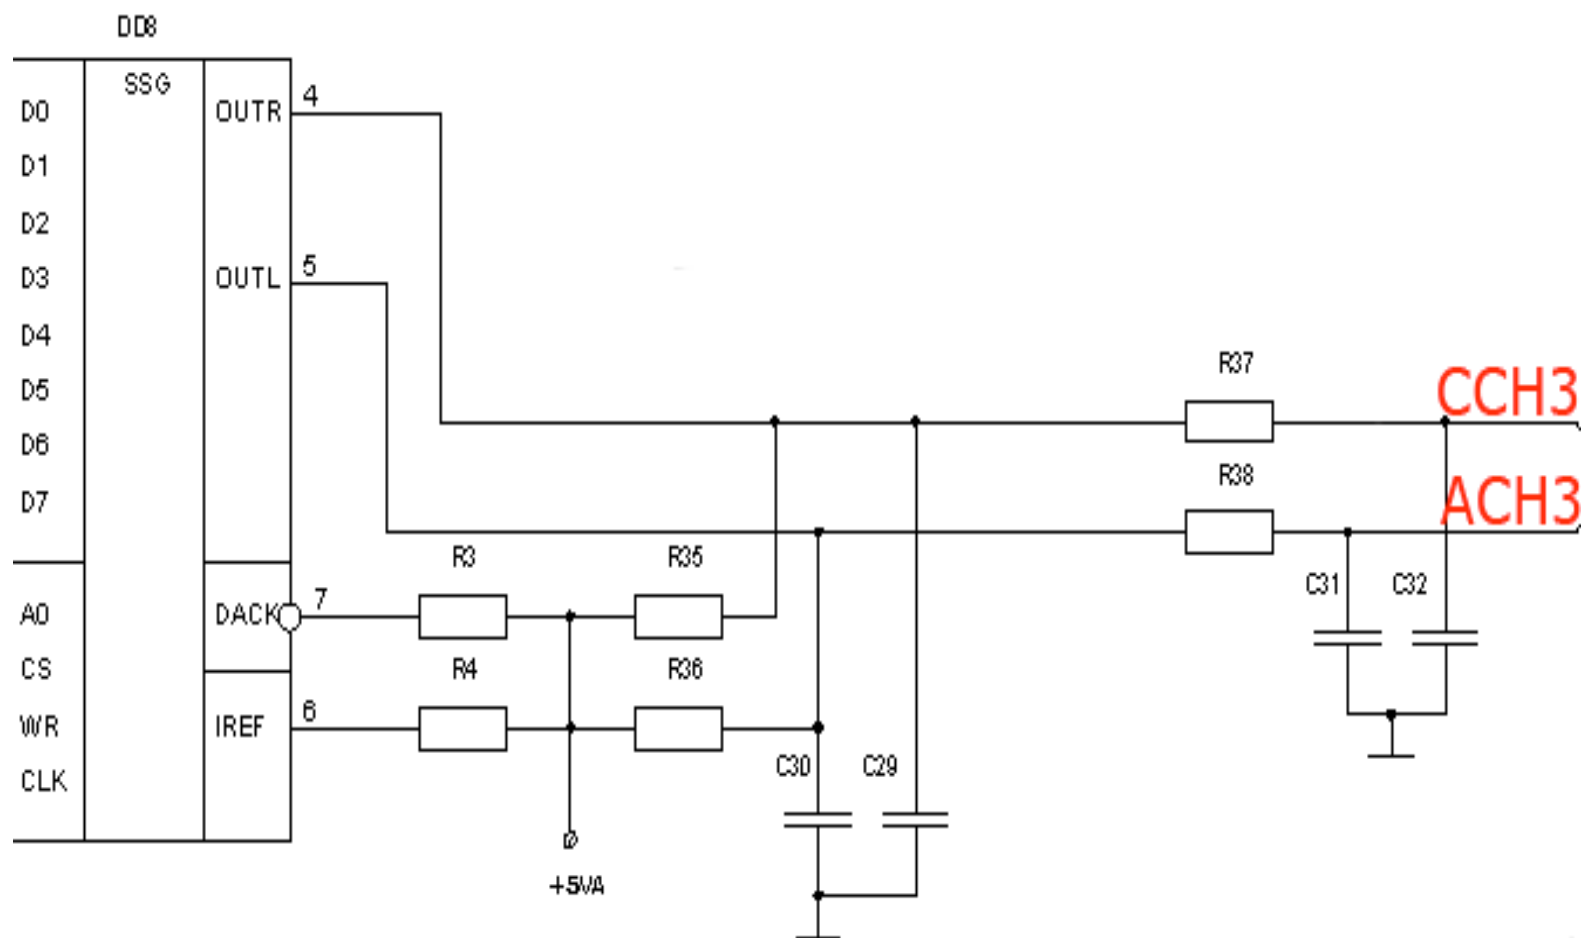 DD8
SSG
D0
D1
D2
D3
D4
D5
D6
D7
A0
CS
WR
CLK
OUTR
4
OUTL
5
DACK
7
IREF
6
R3
R35
R4
R36
+5VA
C30
C29
R37
CCH3
R38
ACH3
C31
C32